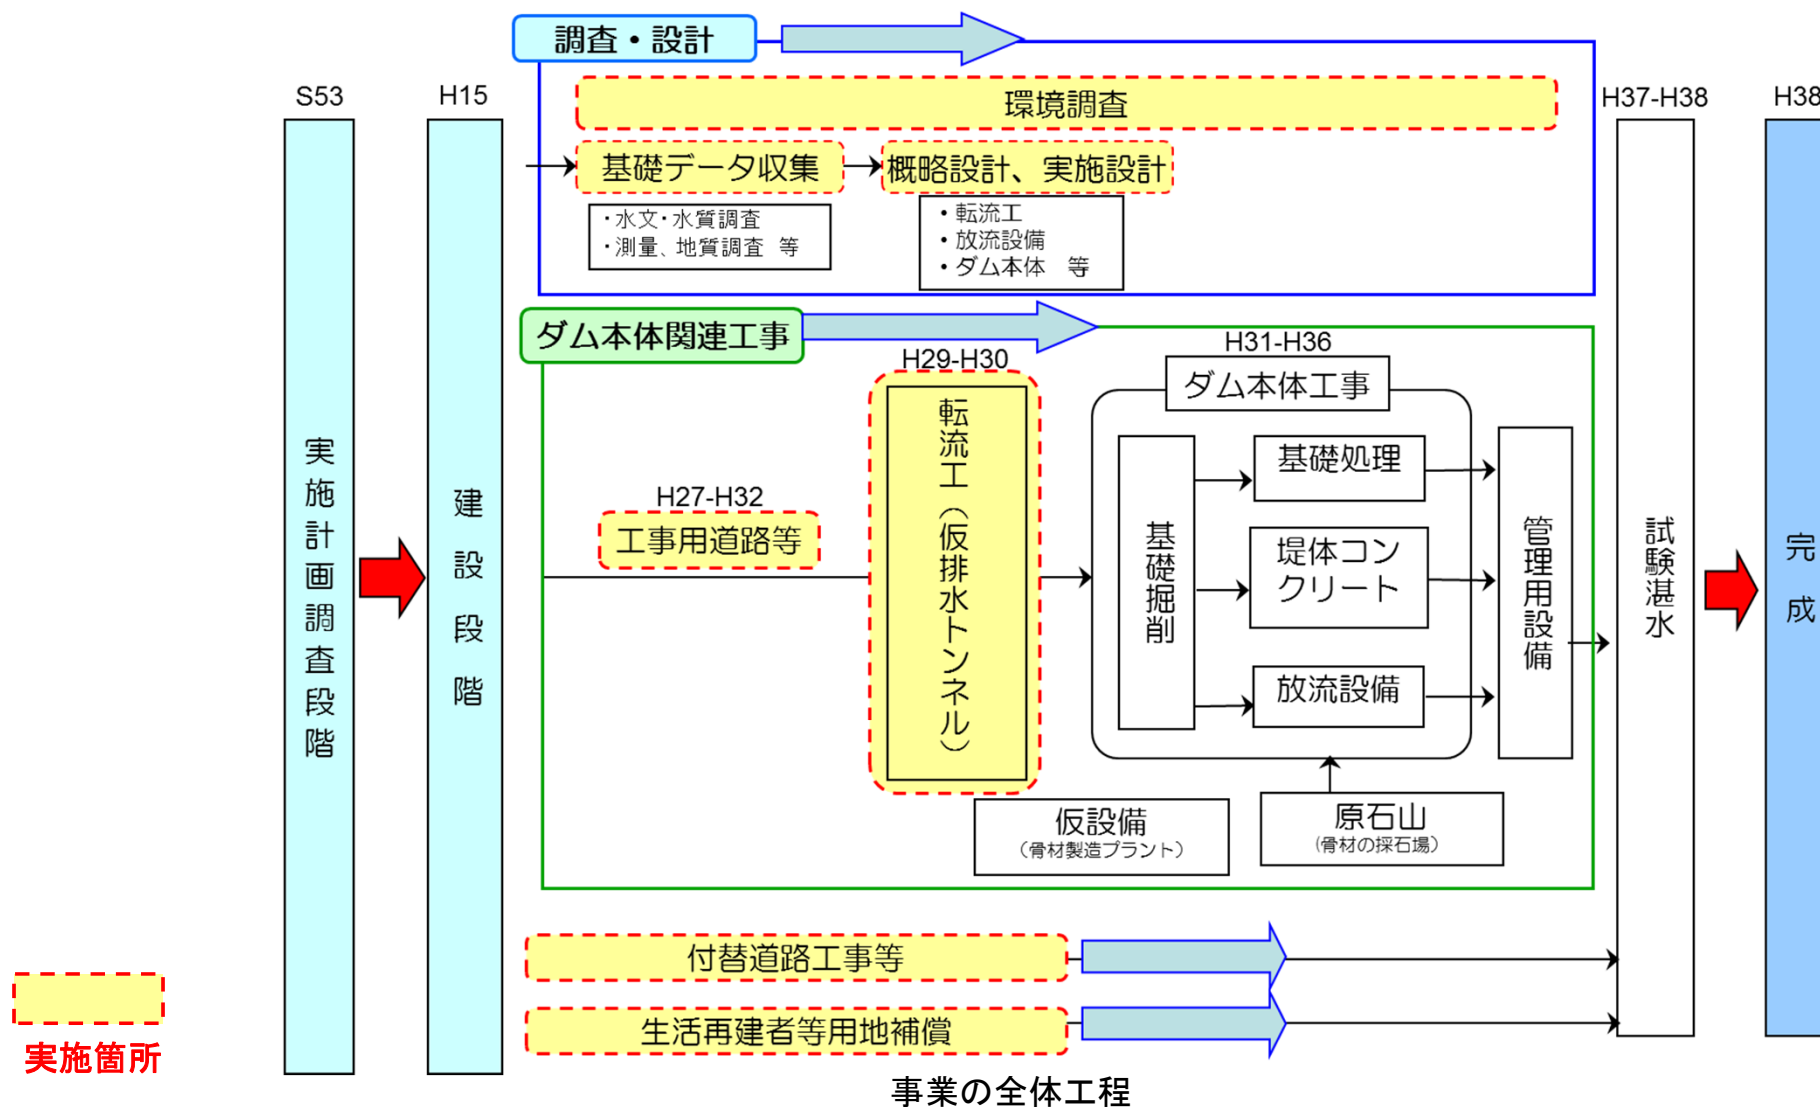 調査・設計
S53
H15
環境調査
H37-H38
H38
基礎データ収集
概略設計、実施設計
・水文・水質調査
・測量、地質調査 等
・転流工
・放流設備
・ダム本体 等
ダム本体関連工事
H29-H30
H31-H36
ダム本体工事
実施計画調査段階
建設段階
H27-H32
工事用道路等
転流工（仮排水トンネル）
基礎掘削
基礎処理
堤体コン
クリート
放流設備
管理用設備
試験湛水
完成
仮設備
（骨材製造プラント）
原石山
（骨材の採石場）
付替道路工事等
生活再建者等用地補償
実施箇所
事業の全体工程